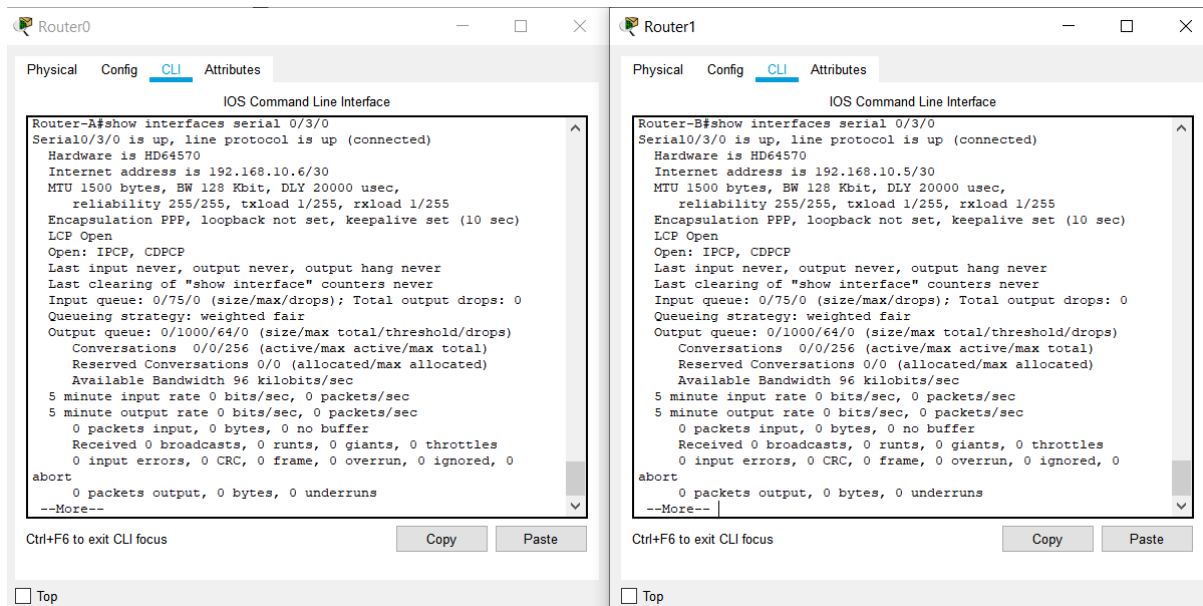 Router0
Physical Config CLI Attributes
IOS Command Line Interface
Router-A#show interfaces serial 0/3/0
Serial0/3/0 is up, line protocol is up (connected)
Hardware is HD64570
Internet address is 192.168.10.6/30
MTU 1500 bytes, BW 128 Kbit, DLY 20000 usec,
reliability 255/255, txload 1/255, rxload 1/255
Encapsulation PPP, loopback not set, keepalive set (10 sec)
LCP Open
Open: IPCP, CDPCP
Last input never, output never, output hang never
Last clearing of "show interface" counters never
Input queue: 0/75/0 (size/max/drops); Total output drops: 0
Queueing strategy: weighted fair
Output queue: 0/1000/64/0 (size/max total/threshold/drops)
Conversations 0/0/256 (active/max active/max total)
Reserved Conversations 0/0 (allocated/max allocated)
Available Bandwidth 96 kilobits/sec
5 minute input rate 0 bits/sec, 0 packets/sec
5 minute output rate 0 bits/sec, 0 packets/sec
0 packets input, 0 bytes, 0 no buffer
Received 0 broadcasts, 0 runts, 0 giants, 0 throttles
0 input errors, 0 CRC, 0 frame, 0 overrun, 0 ignored, 0
abort
0 packets output, 0 bytes, 0 underruns
--More--
Ctrl+F6 to exit CLI focus
Copy Paste
Top
Router1
Physical Config CLI Attributes
IOS Command Line Interface
Router-B#show interfaces serial 0/3/0
Serial0/3/0 is up, line protocol is up (connected)
Hardware is HD64570
Internet address is 192.168.10.5/30
MTU 1500 bytes, BW 128 Kbit, DLY 20000 usec,
reliability 255/255, txload 1/255, rxload 1/255
Encapsulation PPP, loopback not set, keepalive set (10 sec)
LCP Open
Open: IPCP, CDPCP
Last input never, output never, output hang never
Last clearing of "show interface" counters never
Input queue: 0/75/0 (size/max/drops); Total output drops: 0
Queueing strategy: weighted fair
Output queue: 0/1000/64/0 (size/max total/threshold/drops)
Conversations 0/0/256 (active/max active/max total)
Reserved Conversations 0/0 (allocated/max allocated)
Available Bandwidth 96 kilobits/sec
5 minute input rate 0 bits/sec, 0 packets/sec
5 minute output rate 0 bits/sec, 0 packets/sec
0 packets input, 0 bytes, 0 no buffer
Received 0 broadcasts, 0 runts, 0 giants, 0 throttles
0 input errors, 0 CRC, 0 frame, 0 overrun, 0 ignored, 0
abort
0 packets output, 0 bytes, 0 underruns
--More--
Ctrl+F6 to exit CLI focus
Copy Paste
Top